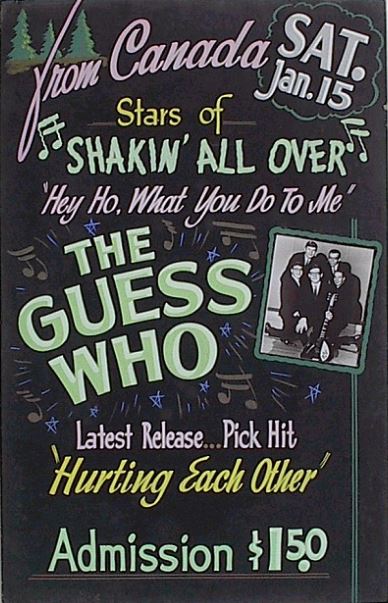 from Canada
SAT.
Jan. 15
Stars of
"SHAKIN' ALL OVER"
"Hey Ho, What You Do To Me"
THE
GUESS
WHO
Latest Release...Pick Hit
"Hurting Each Other"
Admission $1.50